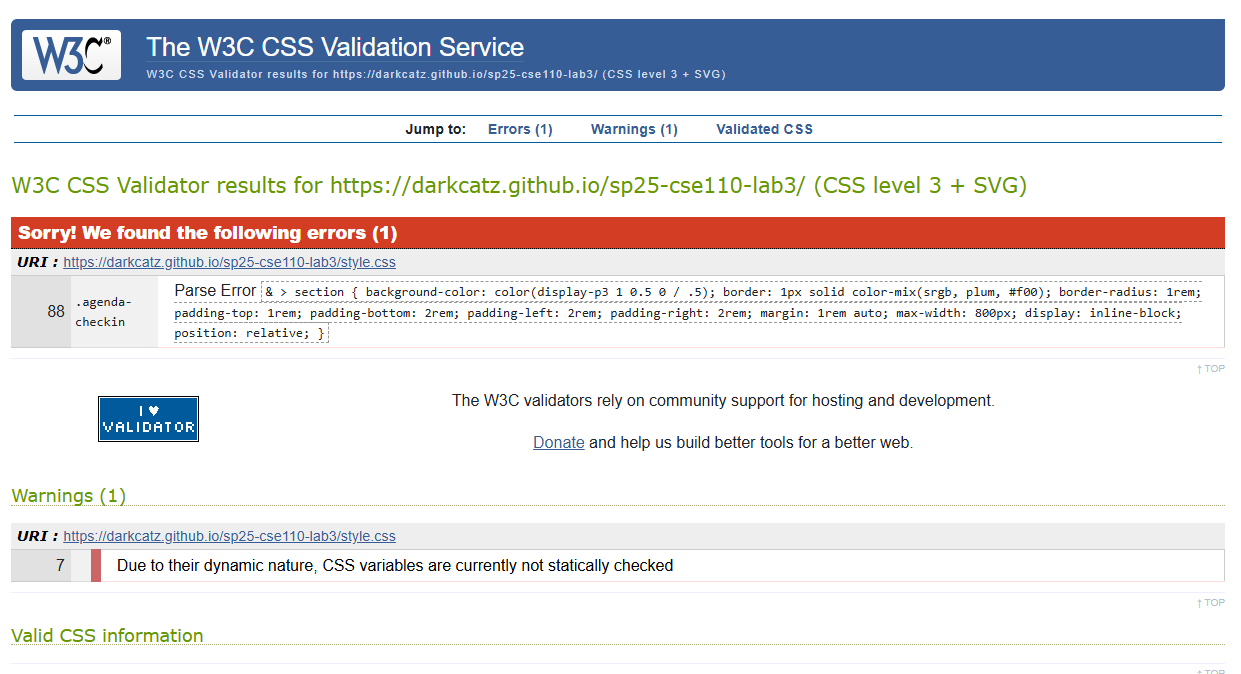 W3C®
The W3C CSS Validation Service
W3C CSS Validator results for https://darkcatz.github.io/sp25-cse110-lab3/ (CSS level 3 + SVG)
Jump to: Errors (1) Warnings (1) Validated CSS
W3C CSS Validator results for https://darkcatz.github.io/sp25-cse110-lab3/ (CSS level 3 + SVG)
Sorry! We found the following errors (1)
URI : https://darkcatz.github.io/sp25-cse110-lab3/style.css
88 .agenda-checkin Parse Error & > section { background-color: color(display-p3 1 0.5 0 / .5); border: 1px solid color-mix(srgb, plum, #f00); border-radius: 1rem;
padding-top: 1rem; padding-bottom: 2rem; padding-left: 2rem; padding-right: 2rem; margin: 1rem auto; max-width: 800px; display: inline-block;
position: relative; }
↑ TOP
I ♥
VALIDATOR
The W3C validators rely on community support for hosting and development.
Donate and help us build better tools for a better web.
Warnings (1)
URI : https://darkcatz.github.io/sp25-cse110-lab3/style.css
7 Due to their dynamic nature, CSS variables are currently not statically checked
↑ TOP
Valid CSS information
↑ TOP